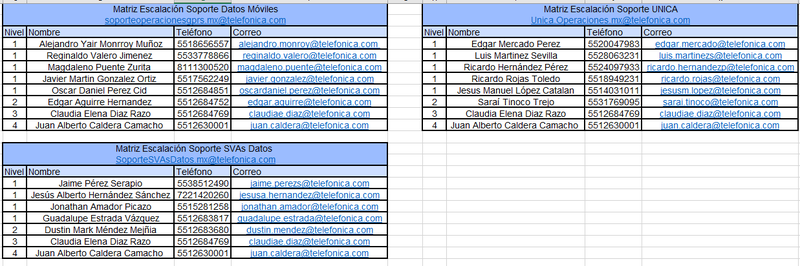 Matriz Escalación Soporte Datos Móviles
soporteoperacionesgprs.mx@telefonica.com
Nivel Nombre Teléfono Correo
1 Alejandro Yair Monrroy Muñoz 5518656557 alejandro.monroy@telefonica.com
1 Reginaldo Valero Jimenez 5533778866 reginaldo.valero@telefonica.com
1 Magdaleno Puente Zurita 8111300520 magdaleno.puente@telefonica.com
1 Javier Martin Gonzalez Ortiz 5517562249 javier.gonzalez@telefonica.com
1 Oscar Daniel Perez Cid 5512684851 oscardaniel.perez@telefonica.com
2 Edgar Aguirre Hernandez 5512684752 edgar.aguirre@telefonica.com
3 Claudia Elena Diaz Razo 5512684769 claudiae.diaz@telefonica.com
4 Juan Alberto Caldera Camacho 5512630001 juan.caldera@telefonica.com
Matriz Escalación Soporte UNICA
Unica.Operaciones.mx@telefonica.com
Nivel Nombre Teléfono Correo
1 Edgar Mercado Perez 5520047983 edgar.mercado@telefonica.com
1 Luis Martinez Sevilla 5528063231 luis.martinezs@telefonica.com
1 Ricardo Hernández Pérez 5524097933 ricardo.hernandezp@telefonica.com
1 Ricardo Rojas Toledo 5518949231 ricardo.rojas@telefonica.com
1 Jesus Manuel López Catalan 5514031011 jesusm.lopez@telefonica.com
2 Saraí Tinoco Trejo 5531769095 sarai.tinoco@telefonica.com
3 Claudia Elena Diaz Razo 5512684769 claudiae.diaz@telefonica.com
4 Juan Alberto Caldera Camacho 5512630001 juan.caldera@telefonica.com
Matriz Escalación Soporte SVAs Datos
SoporteSVAsDatos.mx@telefonica.com
Nivel Nombre Teléfono Correo
1 Jaime Pérez Serapio 5538512490 jaime.perezs@telefonica.com
1 Jesús Alberto Hernández Sánchez 7221420260 jesusa.hernandez@telefonica.com
1 Jonathan Amador Picazo 5515281258 jonathan.amador@telefonica.com
1 Guadalupe Estrada Vázquez 5512683817 guadalupe.estrada@telefonica.com
2 Dustin Mark Méndez Mejñia 5512683680 dustin.mendez@telefonica.com
3 Claudia Elena Diaz Razo 5512684769 claudiae.diaz@telefonica.com
4 Juan Alberto Caldera Camacho 5512630001 juan.caldera@telefonica.com